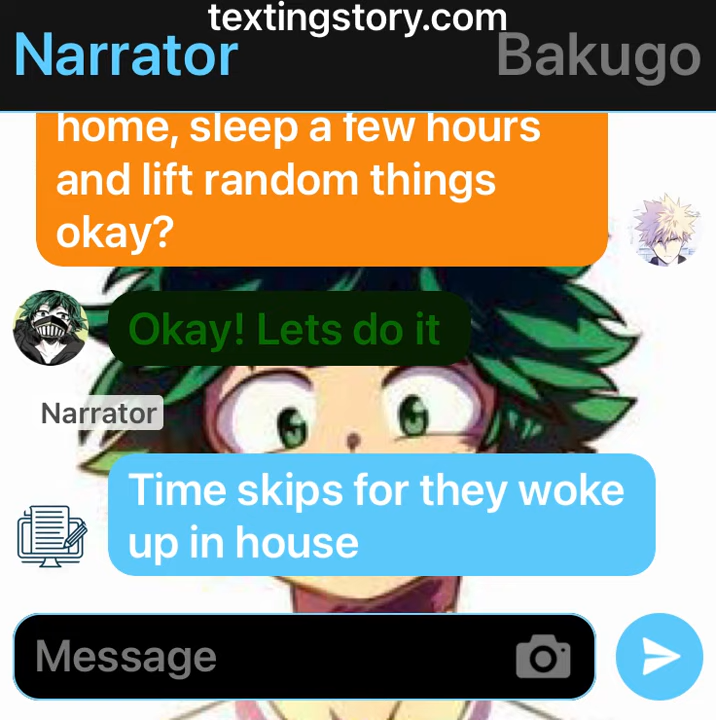 textingstory.com
Narrator
Bakugo
home, sleep a few hours
and lift random things
okay?
Okay! Lets do it
Narrator
Time skips for they woke
up in house
Message